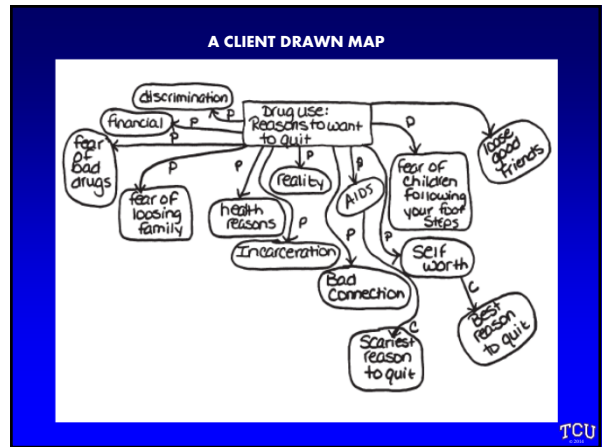 A CLIENT DRAWN MAP
discrimination
Financial
fear
of
bad
drugs
fear of
loosing
family
Drug use:
Reasons to want
to quit
health
reasons
reality
Incarceration
AIDS
Bad
Connection
fear of
children
following
your foot
Steps
loose
good
friends
Self
worth
Scariest
reason
to quit
Best
reason
to quit
P
P
P
P
P
P
P
P
P
P
P
C
C
TCU
© 2014